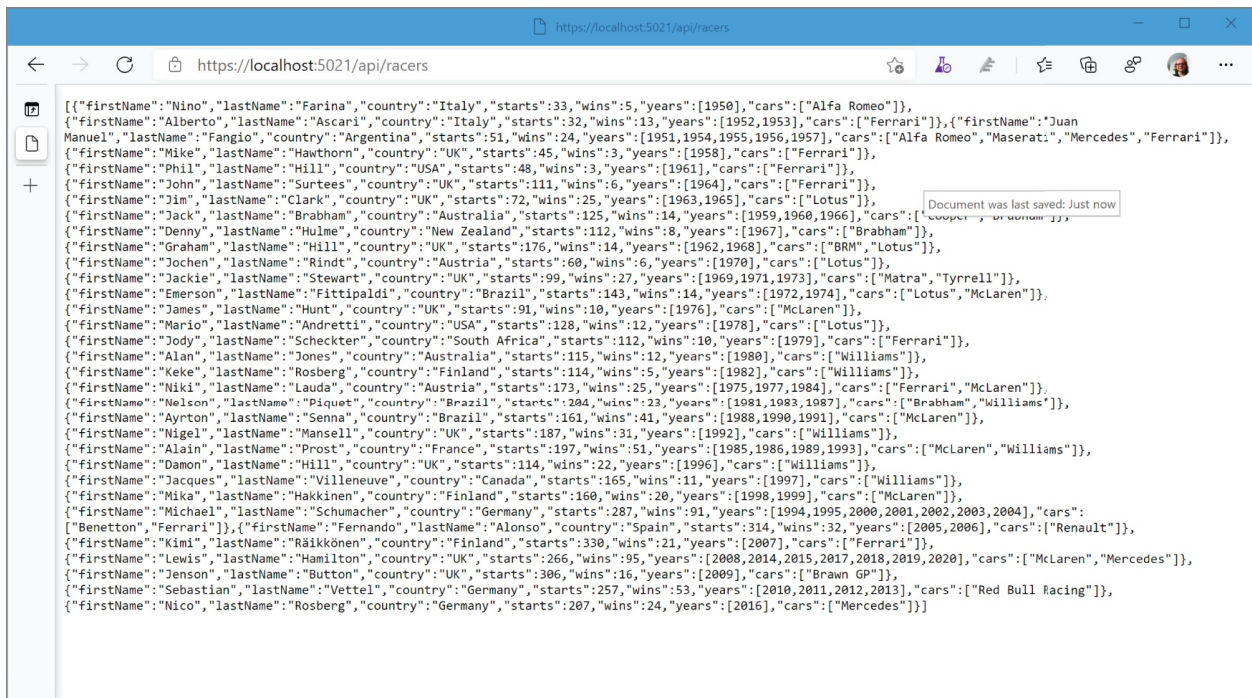 https://localhost:5021/api/racers
https://localhost:5021/api/racers
[{"firstName":"Nino","lastName":"Farina","country":"Italy","starts":33,"wins":5,"years":[1950],"cars":["Alfa Romeo"]},
{"firstName":"Alberto","lastName":"Ascari","country":"Italy","starts":32,"wins":13,"years":[1952,1953],"cars":["Ferrari"]},{"firstName":"Juan
Manuel","lastName":"Fangio","country":"Argentina","starts":51,"wins":24,"years":[1951,1954,1955,1956,1957],"cars":["Alfa Romeo","Maserati","Mercedes","Ferrari"]},
{"firstName":"Mike","lastName":"Hawthorn","country":"UK","starts":45,"wins":3,"years":[1958],"cars":["Ferrari"]},
{"firstName":"Phil","lastName":"Hill","country":"USA","starts":48,"wins":3,"years":[1961],"cars":["Ferrari"]},
{"firstName":"John","lastName":"Surtees","country":"UK","starts":111,"wins":6,"years":[1964],"cars":["Ferrari"]},
{"firstName":"Jim","lastName":"Clark","country":"UK","starts":72,"wins":25,"years":[1963,1965],"cars":["Lotus"]},
Document was last saved: Just now
{"firstName":"Jack","lastName":"Brabham","country":"Australia","starts":125,"wins":14,"years":[1959,1960,1966],"cars":["Cooper","Brabham"]},
{"firstName":"Denny","lastName":"Hulme","country":"New Zealand","starts":112,"wins":8,"years":[1967],"cars":["Brabham"]},
{"firstName":"Graham","lastName":"Hill","country":"UK","starts":176,"wins":14,"years":[1962,1968],"cars":["BRM","Lotus"]},
{"firstName":"Jochen","lastName":"Rindt","country":"Austria","starts":60,"wins":6,"years":[1970],"cars":["Lotus"]},
{"firstName":"Jackie","lastName":"Stewart","country":"UK","starts":99,"wins":27,"years":[1969,1971,1973],"cars":["Matra","Tyrrell"]},
{"firstName":"Emerson","lastName":"Fittipaldi","country":"Brazil","starts":143,"wins":14,"years":[1972,1974],"cars":["Lotus","McLaren"]},
{"firstName":"James","lastName":"Hunt","country":"UK","starts":91,"wins":10,"years":[1976],"cars":["McLaren"]},
{"firstName":"Mario","lastName":"Andretti","country":"USA","starts":128,"wins":12,"years":[1978],"cars":["Lotus"]},
{"firstName":"Jody","lastName":"Scheckter","country":"South Africa","starts":112,"wins":10,"years":[1979],"cars":["Ferrari"]},
{"firstName":"Alan","lastName":"Jones","country":"Australia","starts":115,"wins":12,"years":[1980],"cars":["Williams"]},
{"firstName":"Keke","lastName":"Rosberg","country":"Finland","starts":114,"wins":5,"years":[1982],"cars":["Williams"]},
{"firstName":"Niki","lastName":"Lauda","country":"Austria","starts":173,"wins":25,"years":[1975,1977,1984],"cars":["Ferrari","McLaren"]},
{"firstName":"Nelson","lastName":"Piquet","country":"Brazil","starts":204,"wins":23,"years":[1981,1983,1987],"cars":["Brabham","Williams"]},
{"firstName":"Ayrton","lastName":"Senna","country":"Brazil","starts":161,"wins":41,"years":[1988,1990,1991],"cars":["McLaren"]},
{"firstName":"Nigel","lastName":"Mansell","country":"UK","starts":187,"wins":31,"years":[1992],"cars":["Williams"]},
{"firstName":"Alain","lastName":"Prost","country":"France","starts":197,"wins":51,"years":[1985,1986,1989,1993],"cars":["McLaren","Williams"]},
{"firstName":"Damon","lastName":"Hill","country":"UK","starts":114,"wins":22,"years":[1996],"cars":["Williams"]},
{"firstName":"Jacques","lastName":"Villeneuve","country":"Canada","starts":165,"wins":11,"years":[1997],"cars":["Williams"]},
{"firstName":"Mika","lastName":"Hakkinen","country":"Finland","starts":160,"wins":20,"years":[1998,1999],"cars":["McLaren"]},
{"firstName":"Michael","lastName":"Schumacher","country":"Germany","starts":287,"wins":91,"years":[1994,1995,2000,2001,2002,2003,2004],"cars":
["Benetton","Ferrari"]},{"firstName":"Fernando","lastName":"Alonso","country":"Spain","starts":314,"wins":32,"years":[2005,2006],"cars":["Renault"]},
{"firstName":"Kimi","lastName":"Räikkönen","country":"Finland","starts":330,"wins":21,"years":[2007],"cars":["Ferrari"]},
{"firstName":"Lewis","lastName":"Hamilton","country":"UK","starts":266,"wins":95,"years":[2008,2014,2015,2017,2018,2019,2020],"cars":["McLaren","Mercedes"]},
{"firstName":"Jenson","lastName":"Button","country":"UK","starts":306,"wins":16,"years":[2009],"cars":["Brawn GP"]},
{"firstName":"Sebastian","lastName":"Vettel","country":"Germany","starts":257,"wins":53,"years":[2010,2011,2012,2013],"cars":["Red Bull Racing"]},
{"firstName":"Nico","lastName":"Rosberg","country":"Germany","starts":207,"wins":24,"years":[2016],"cars":["Mercedes"]}]